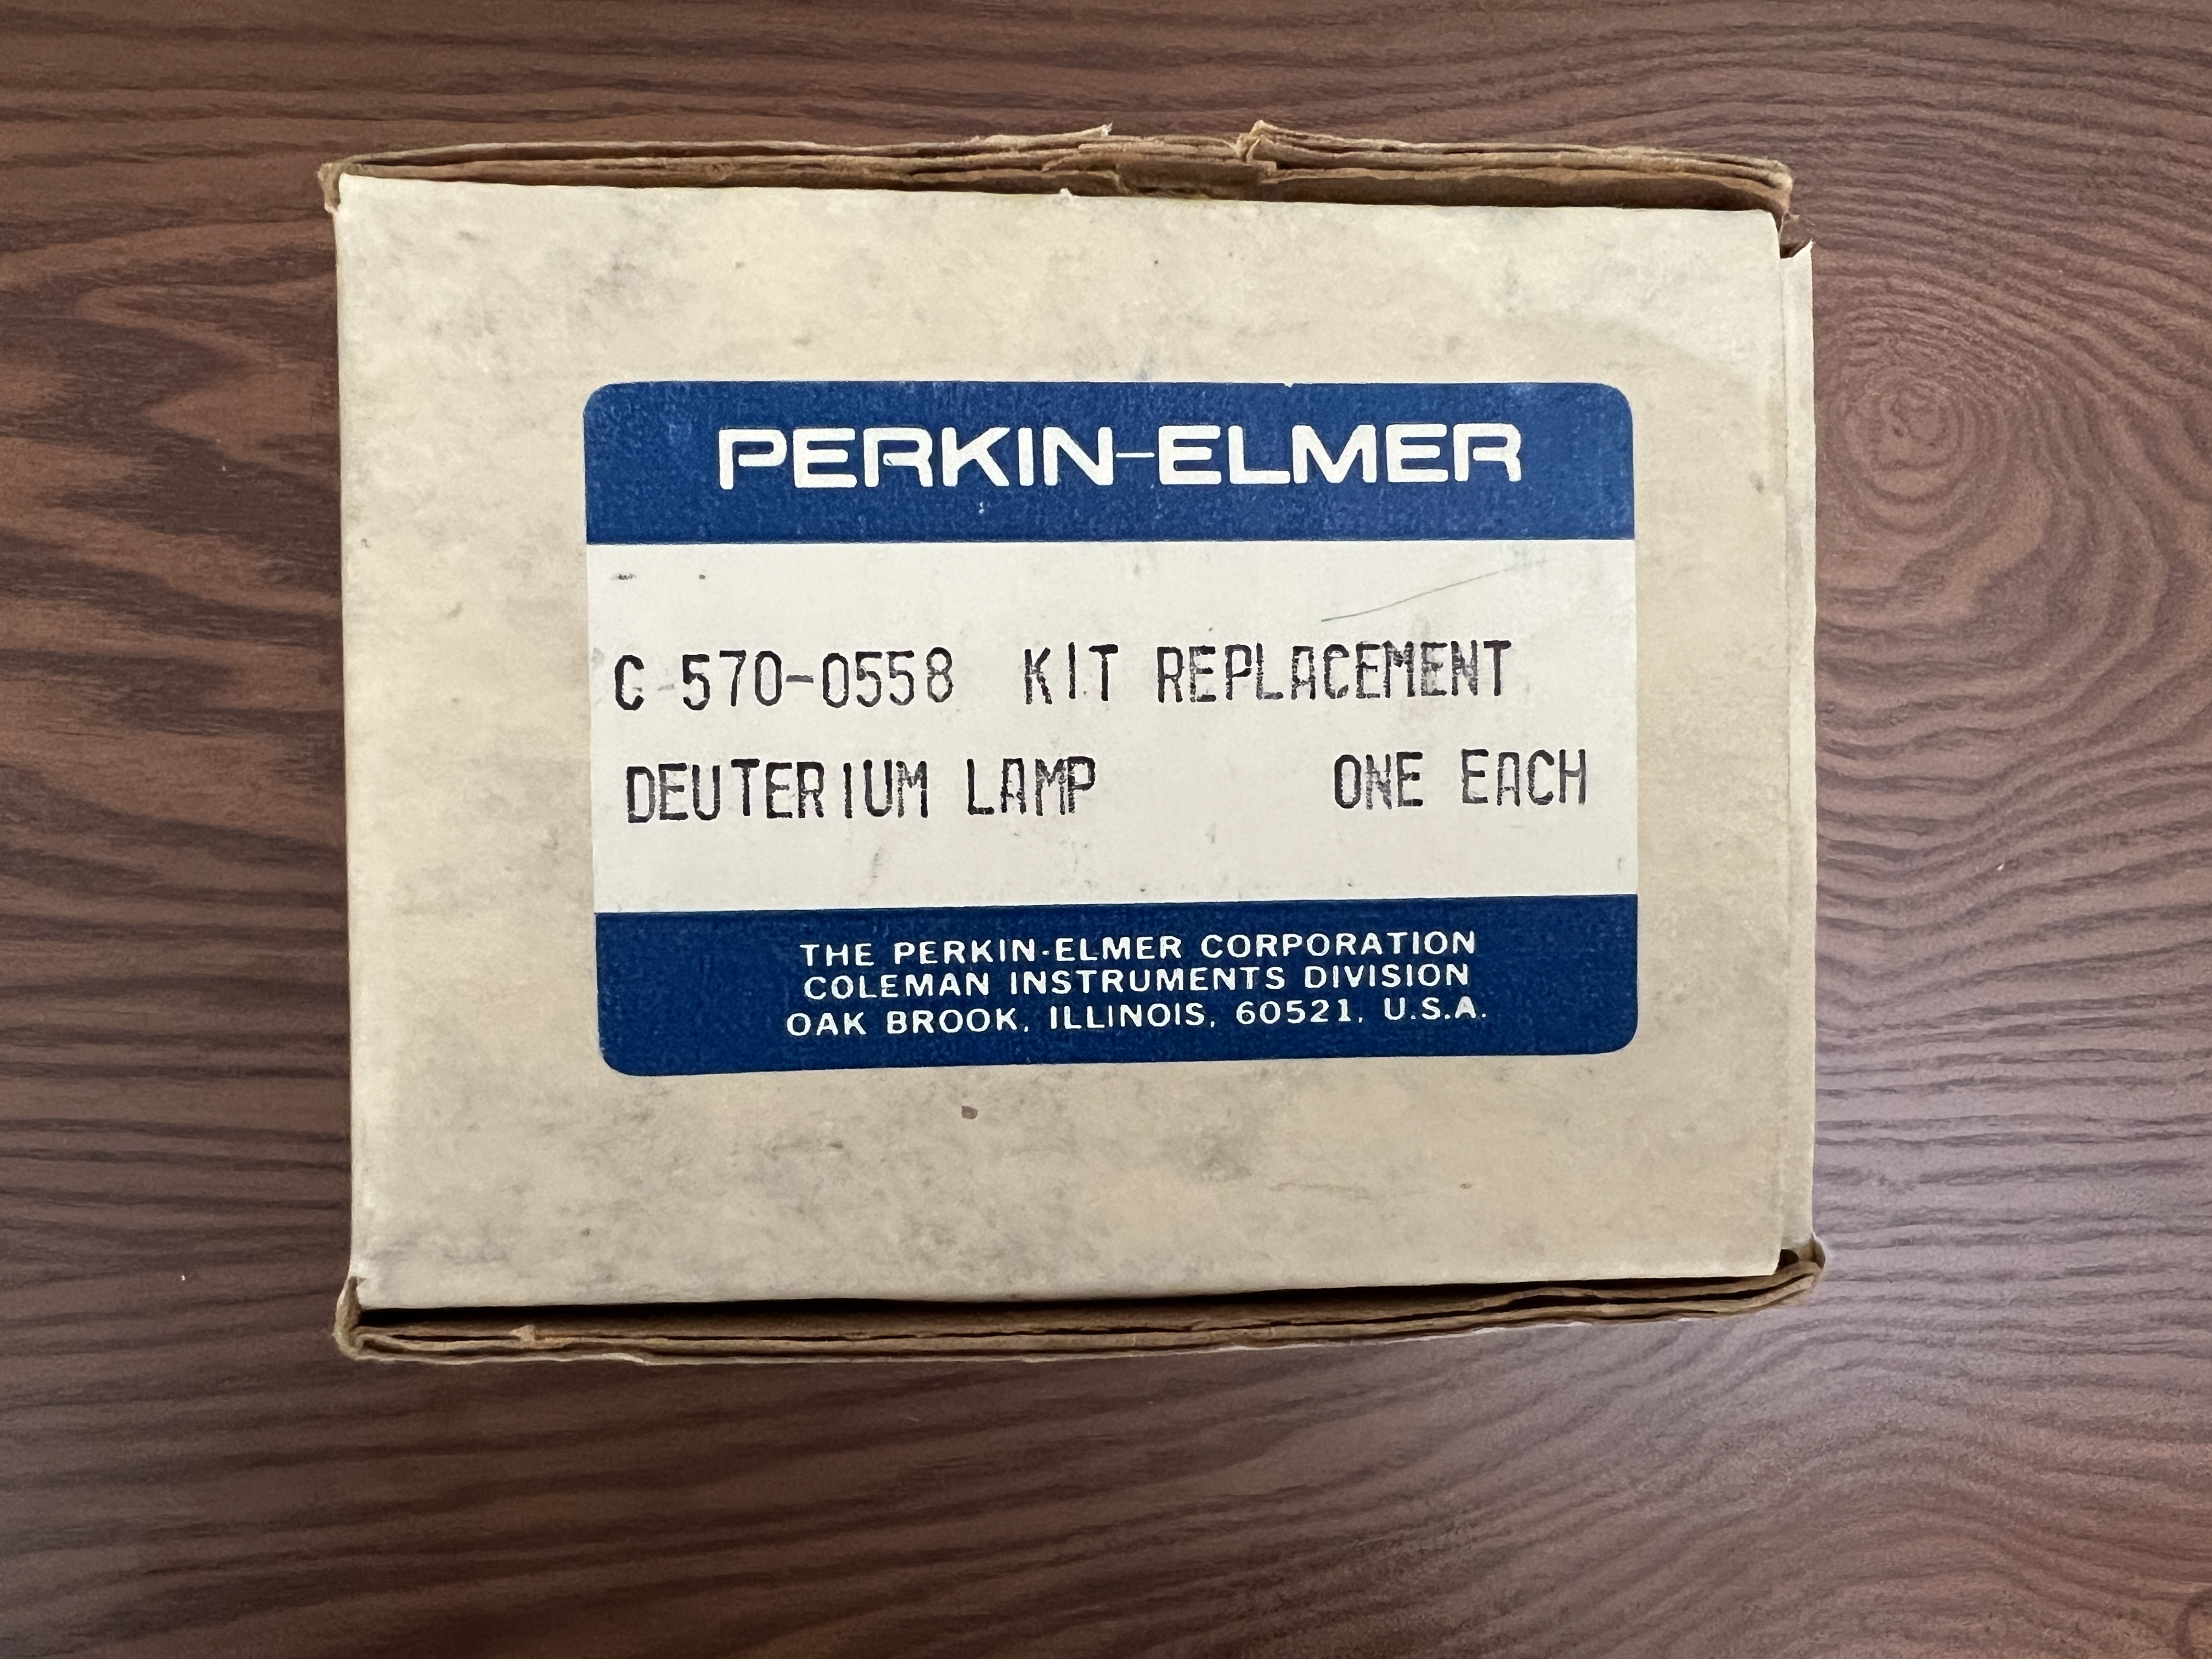 PERKIN-ELMER
C-570-0558 KIT REPLACEMENT
DEUTERIUM LAMP ONE EACH
THE PERKIN-ELMER CORPORATION
COLEMAN INSTRUMENTS DIVISION
OAK BROOK, ILLINOIS, 60521, U.S.A.